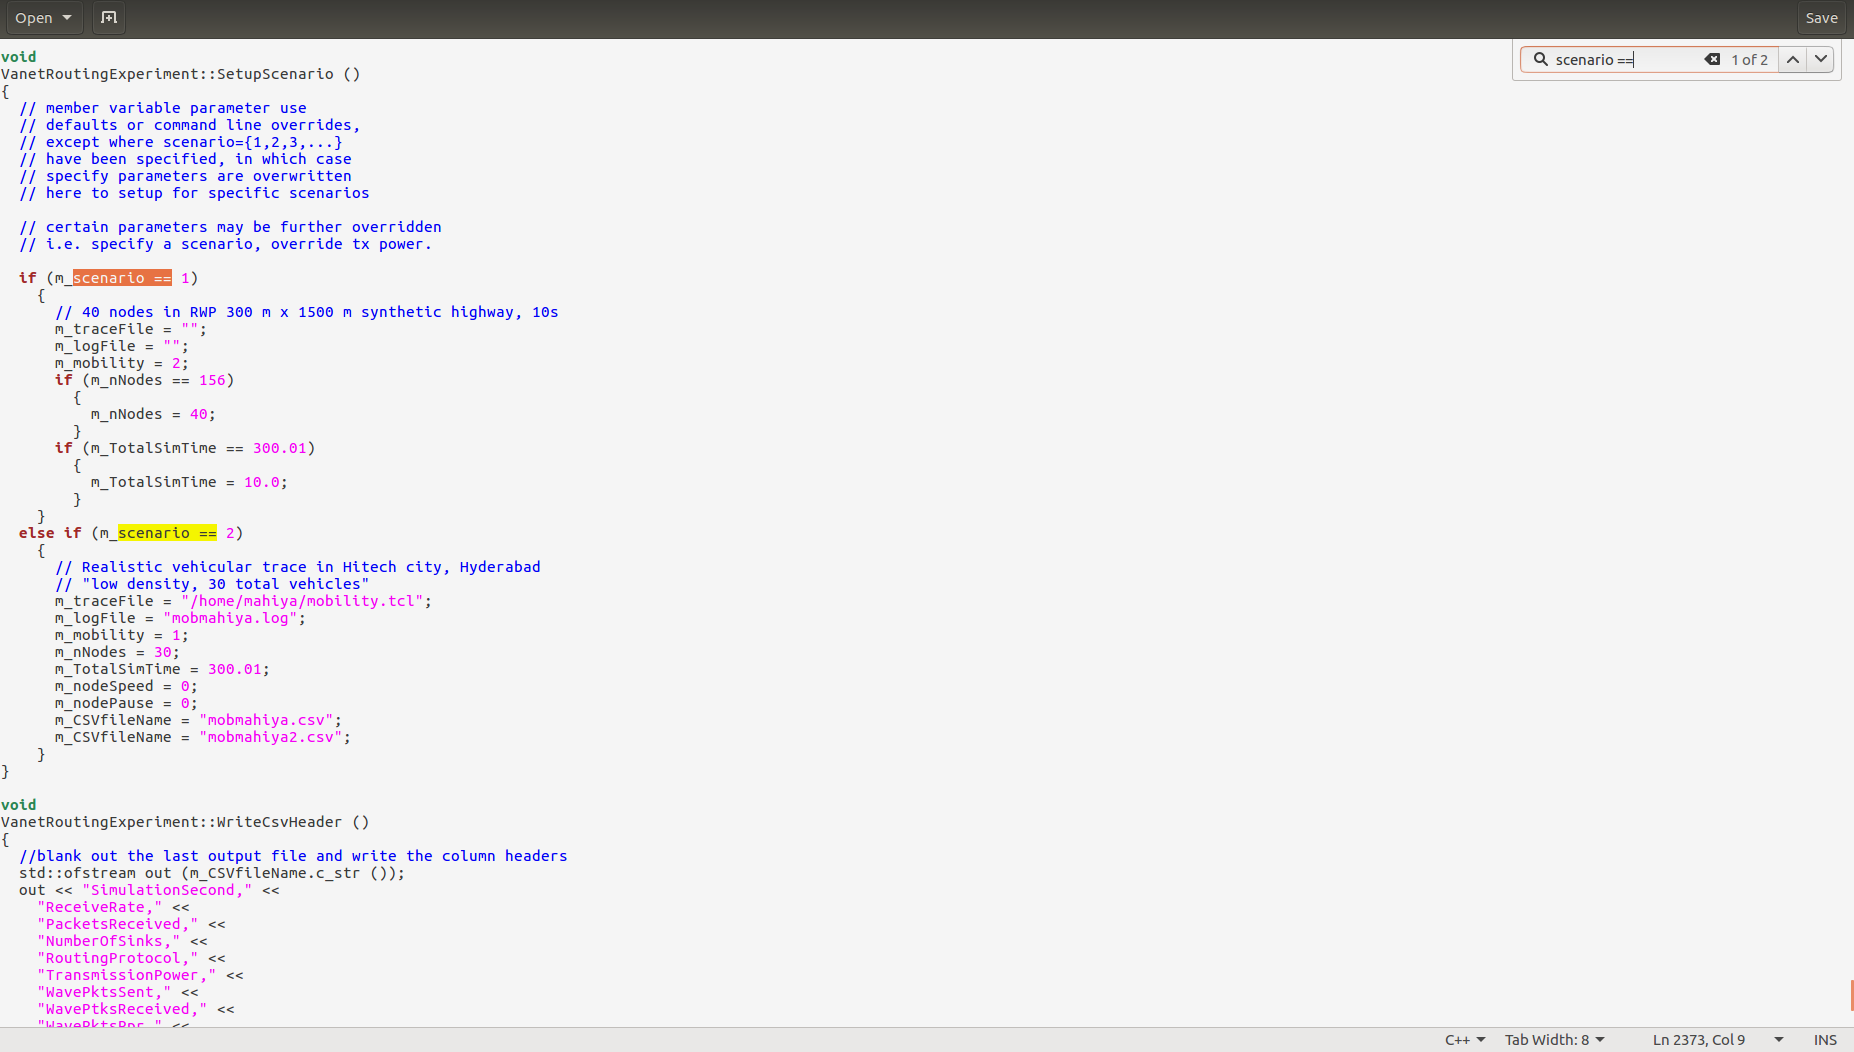 Open
Save
scenario ==
1 of 2
void
VanetRoutingExperiment::SetupScenario ()
{
  // member variable parameter use
  // defaults or command line overrides,
  // except where scenario={1,2,3,...}
  // have been specified, in which case
  // specify parameters are overwritten
  // here to setup for specific scenarios
  // certain parameters may be further overridden
  // i.e. specify a scenario, override tx power.
  if (m_scenario == 1)
    {
      // 40 nodes in RWP 300 m x 1500 m synthetic highway, 10s
      m_traceFile = "";
      m_logFile = "";
      m_mobility = 2;
      if (m_nNodes == 156)
        {
          m_nNodes = 40;
        }
      if (m_TotalSimTime == 300.01)
        {
          m_TotalSimTime = 10.0;
        }
    }
  else if (m_scenario == 2)
    {
      // Realistic vehicular trace in Hitech city, Hyderabad
      // "low density, 30 total vehicles"
      m_traceFile = "/home/mahiya/mobility.tcl";
      m_logFile = "mobmahiya.log";
      m_mobility = 1;
      m_nNodes = 30;
      m_TotalSimTime = 300.01;
      m_nodeSpeed = 0;
      m_nodePause = 0;
      m_CSVfileName = "mobmahiya.csv";
      m_CSVfileName = "mobmahiya2.csv";
    }
}
void
VanetRoutingExperiment::WriteCsvHeader ()
{
  //blank out the last output file and write the column headers
  std::ofstream out (m_CSVfileName.c_str ());
  out << "SimulationSecond," <<
    "ReceiveRate," <<
    "PacketsReceived," <<
    "NumberOfSinks," <<
    "RoutingProtocol," <<
    "TransmissionPower," <<
    "WavePktsSent," <<
    "WavePtksReceived," <<
    "WavePktsPpr," <<
C++
Tab Width: 8
Ln 2373, Col 9
INS